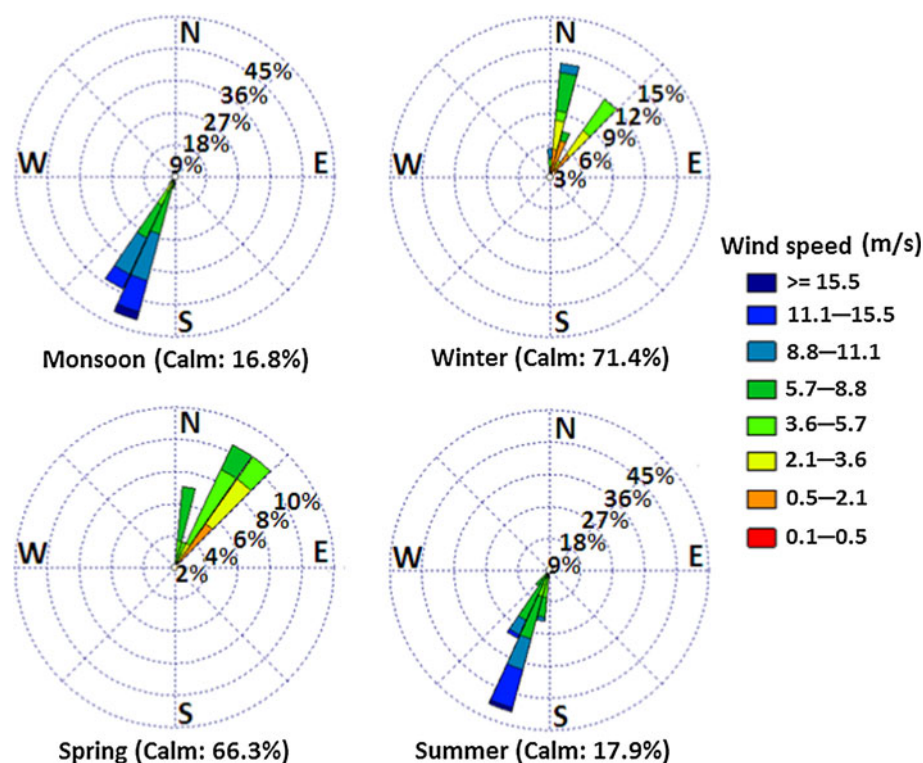 N
45%
36%
27%
18%
9%
W
E
S
Monsoon (Calm: 16.8%)
N
15%
12%
9%
6%
3%
W
E
S
Winter (Calm: 71.4%)
Wind speed (m/s)
>= 15.5
11.1—15.5
8.8—11.1
5.7—8.8
3.6—5.7
2.1—3.6
0.5—2.1
0.1—0.5
N
10%
8%
6%
4%
2%
W
E
S
Spring (Calm: 66.3%)
N
45%
36%
27%
18%
9%
W
E
S
Summer (Calm: 17.9%)